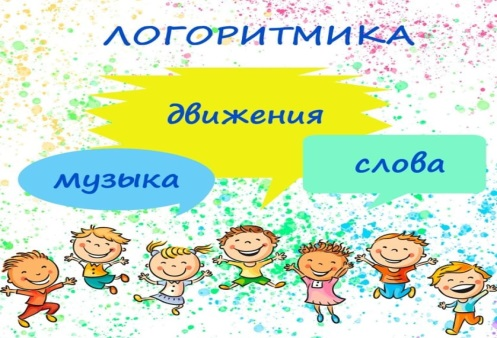 ЛОГОРИТМИКА
движения
музыка
слова